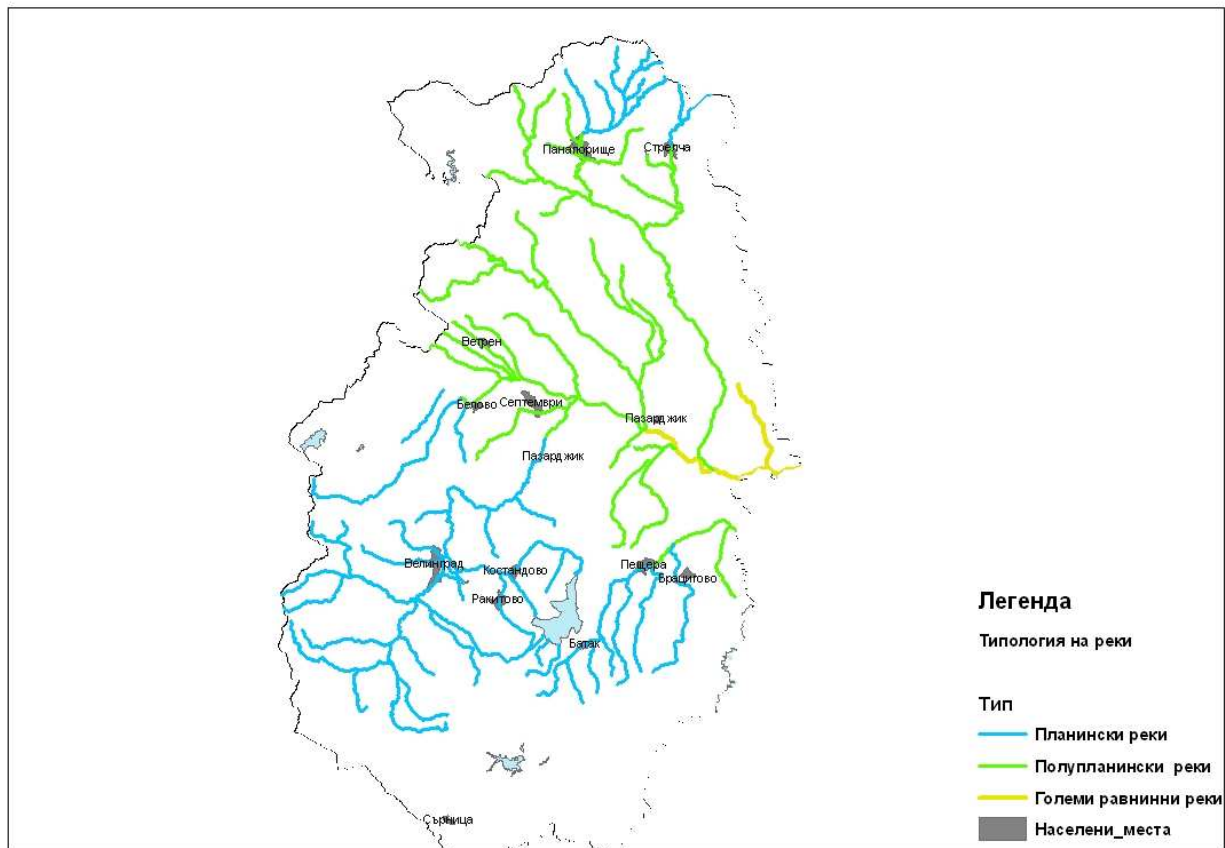 Панагюрище
Стрелча
Ветрен
Белово
Септември
Пазарджик
Пазарджик
Велинград
Костандово
Пещера
Брацигово
Ракитово
Батак
Сърница
Легенда
Типология на реки
Тип
Планински реки
Полупланински реки
Големи равнинни реки
Населени_места